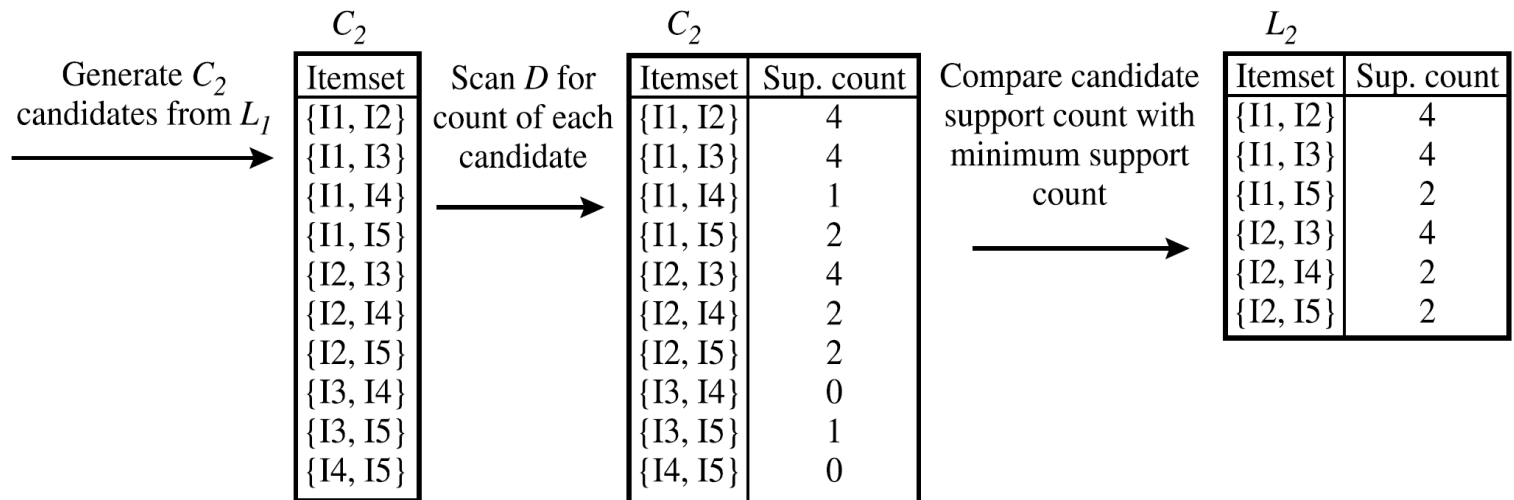 Generate C2
candidates from L1
C2
Itemset
{I1, I2}
{I1, I3}
{I1, I4}
{I1, I5}
{I2, I3}
{I2, I4}
{I2, I5}
{I3, I4}
{I3, I5}
{I4, I5}
Scan D for
count of each
candidate
C2
Itemset Sup. count
{I1, I2} 4
{I1, I3} 4
{I1, I4} 1
{I1, I5} 2
{I2, I3} 4
{I2, I4} 2
{I2, I5} 2
{I3, I4} 0
{I3, I5} 1
{I4, I5} 0
Compare candidate
support count with
minimum support
count
L2
Itemset Sup. count
{I1, I2} 4
{I1, I3} 4
{I1, I5} 2
{I2, I3} 4
{I2, I4} 2
{I2, I5} 2